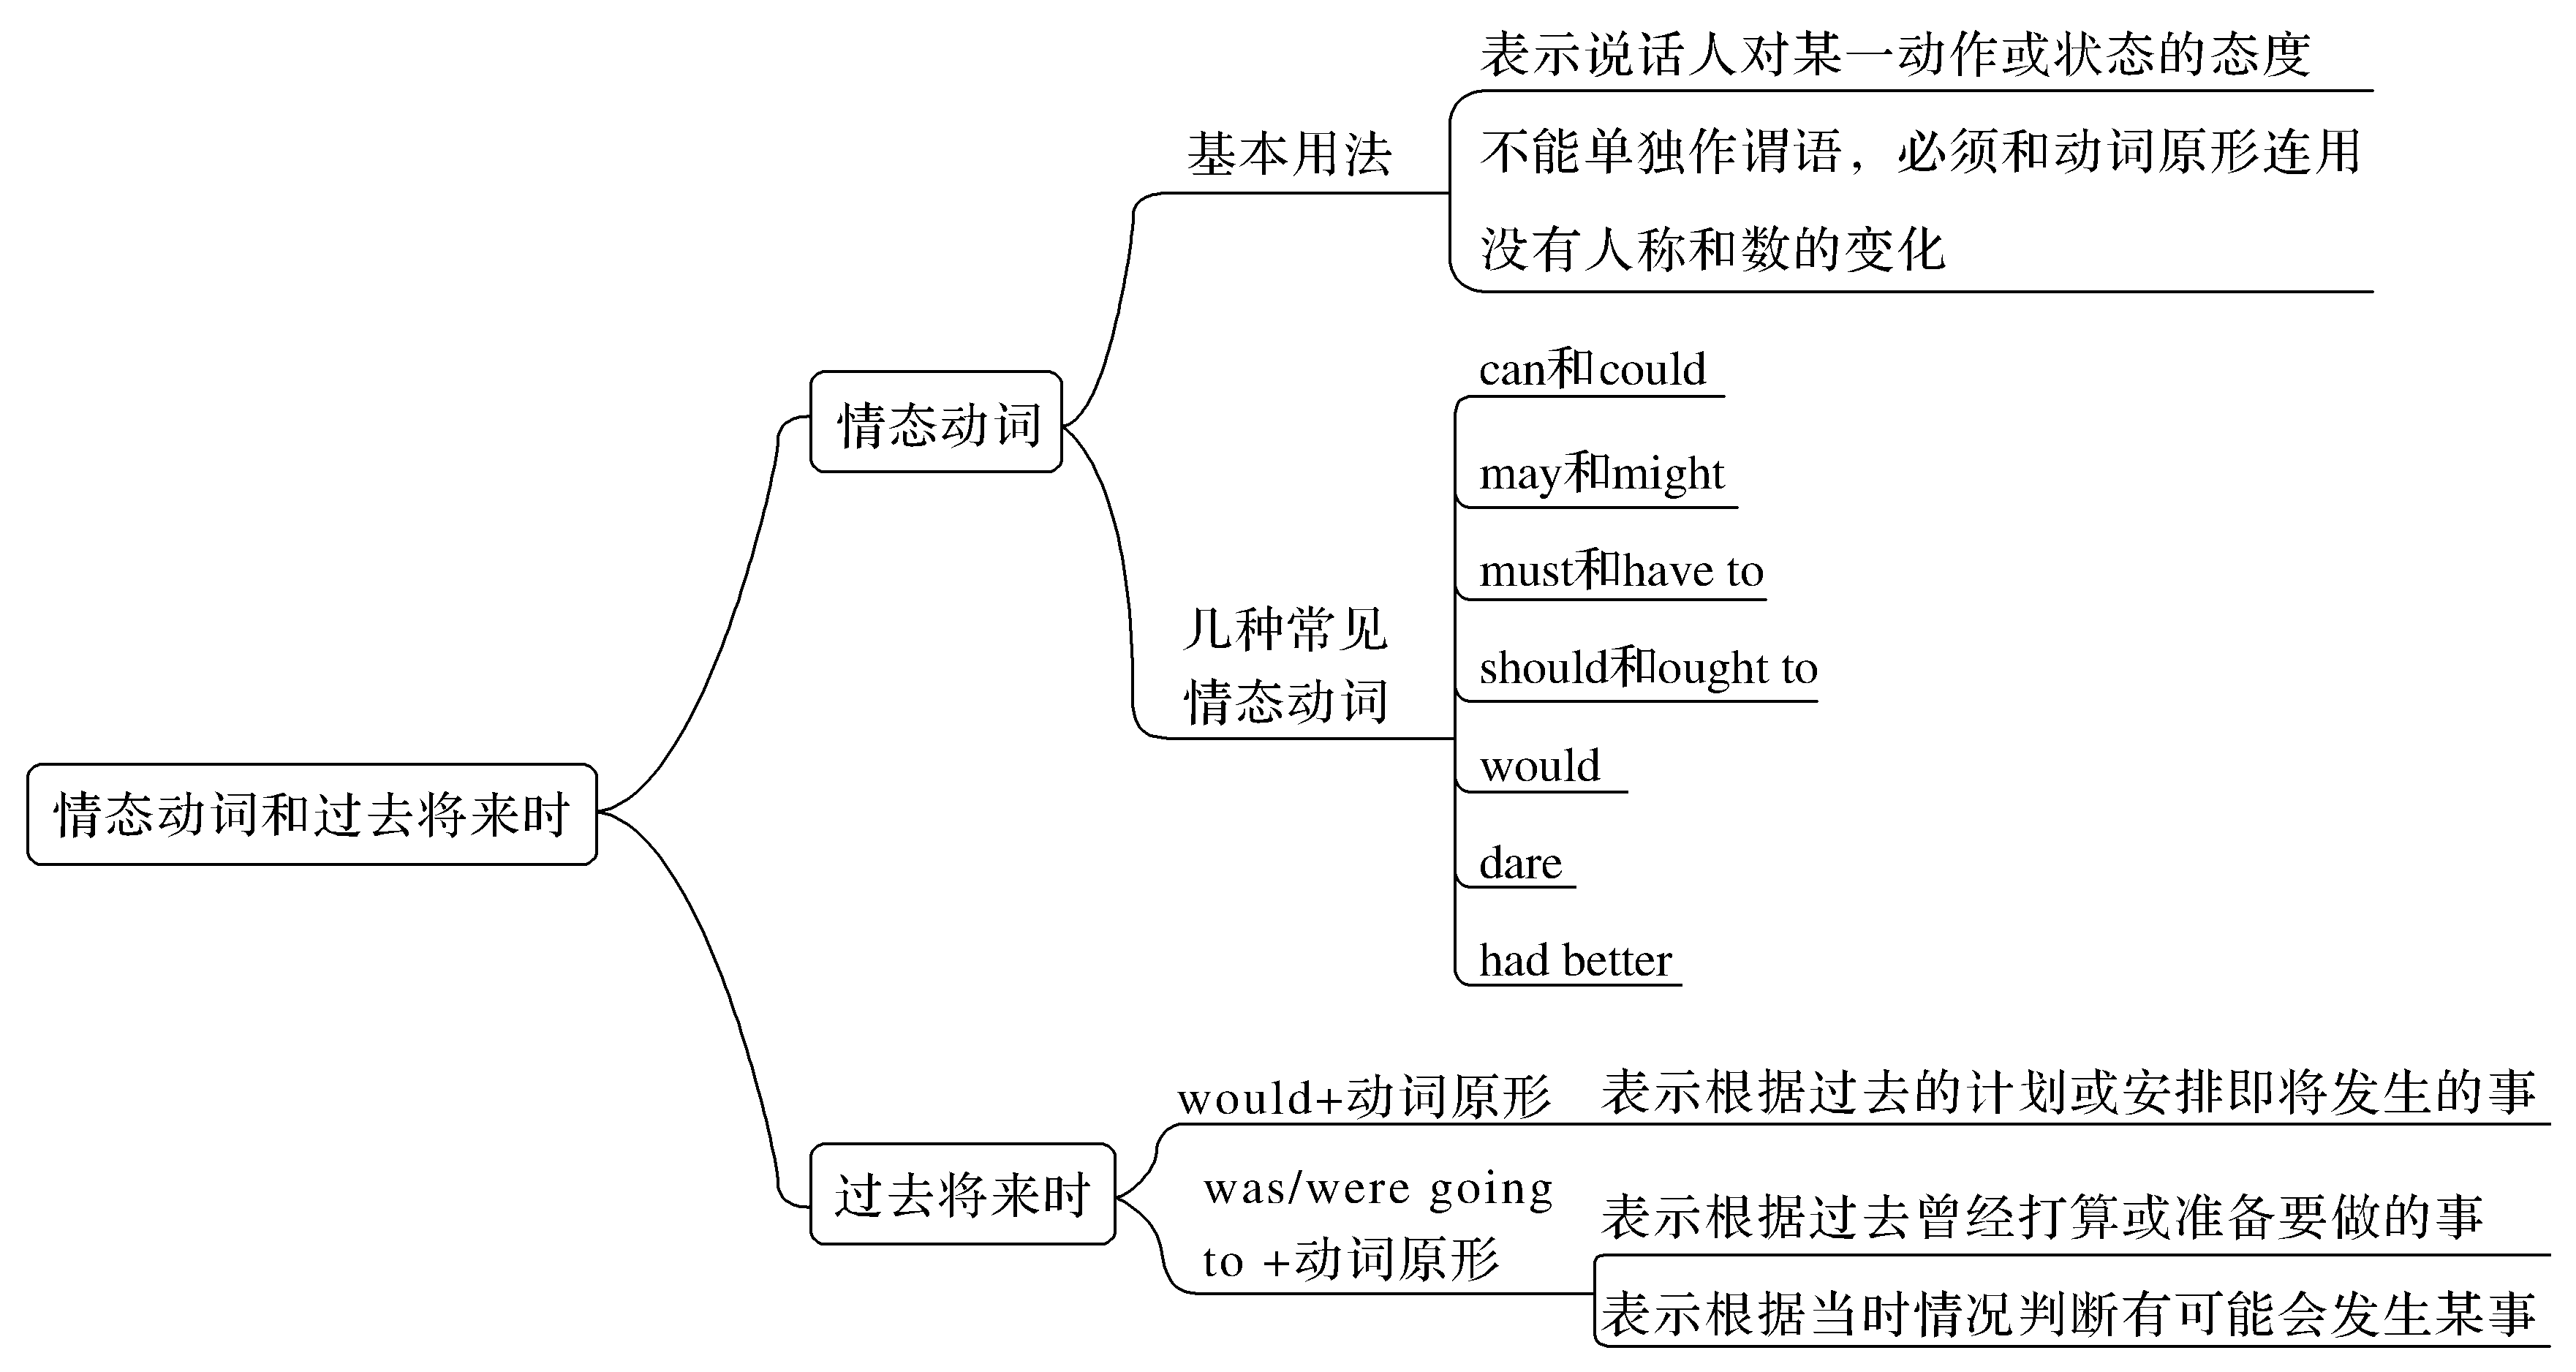 情态动词和过去将来时
情态动词
基本用法
表示说话人对某一动作或状态的态度
不能单独作谓语，必须和动词原形连用
没有人称和数的变化
几种常见
情态动词
can和could
may和might
must和have to
should和ought to
would
dare
had better
过去将来时
would+动词原形
表示根据过去的计划或安排即将发生的事
was/were going
to +动词原形
表示根据过去曾经打算或准备要做的事
表示根据当时情况判断有可能会发生某事